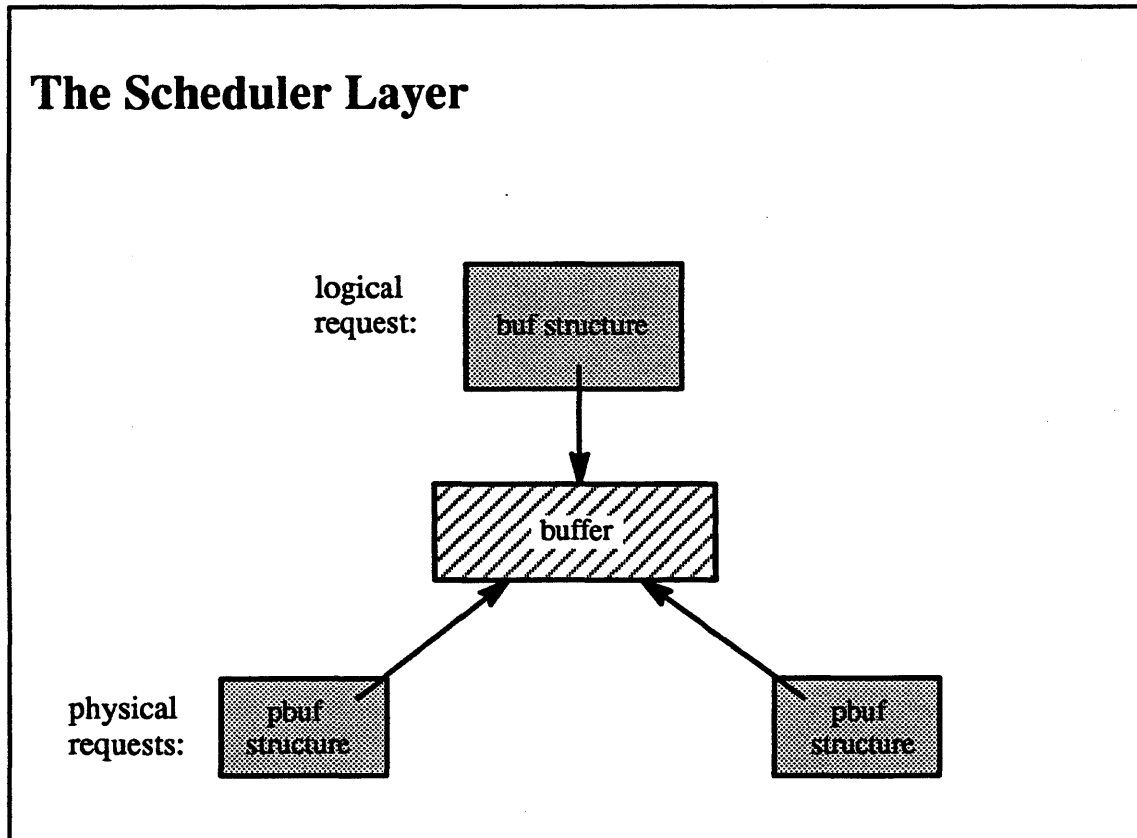 The Scheduler Layer
logical
request:
buf structure
buffer
physical
requests:
pbuf
structure
pbuf
structure